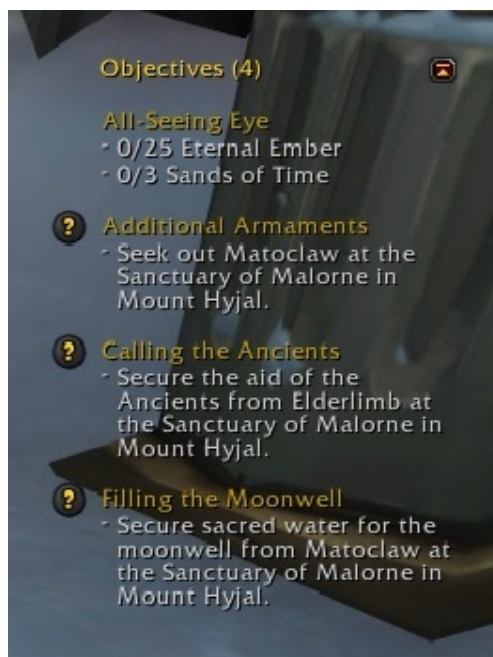 Objectives (4)
All-Seeing Eye
- 0/25 Eternal Ember
- 0/3 Sands of Time
? Additional Armaments
- Seek out Matoclaw at the
Sanctuary of Malorne in
Mount Hyjal.
? Calling the Ancients
- Secure the aid of the
Ancients from Elderlimb at
the Sanctuary of Malorne in
Mount Hyjal.
? Filling the Moonwell
- Secure sacred water for the
moonwell from Matoclaw at
the Sanctuary of Malorne in
Mount Hyjal.